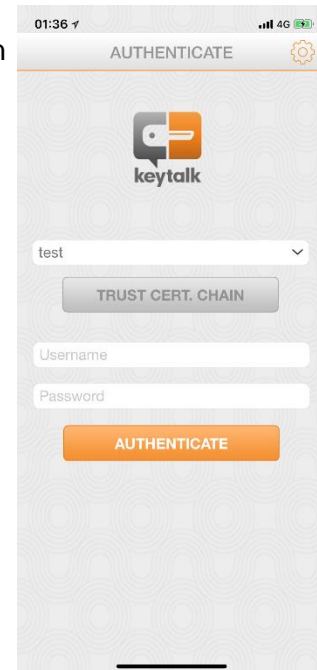 01:36 4G
n
AUTHENTICATE
keytalk
test
TRUST CERT. CHAIN
Username
Password
AUTHENTICATE